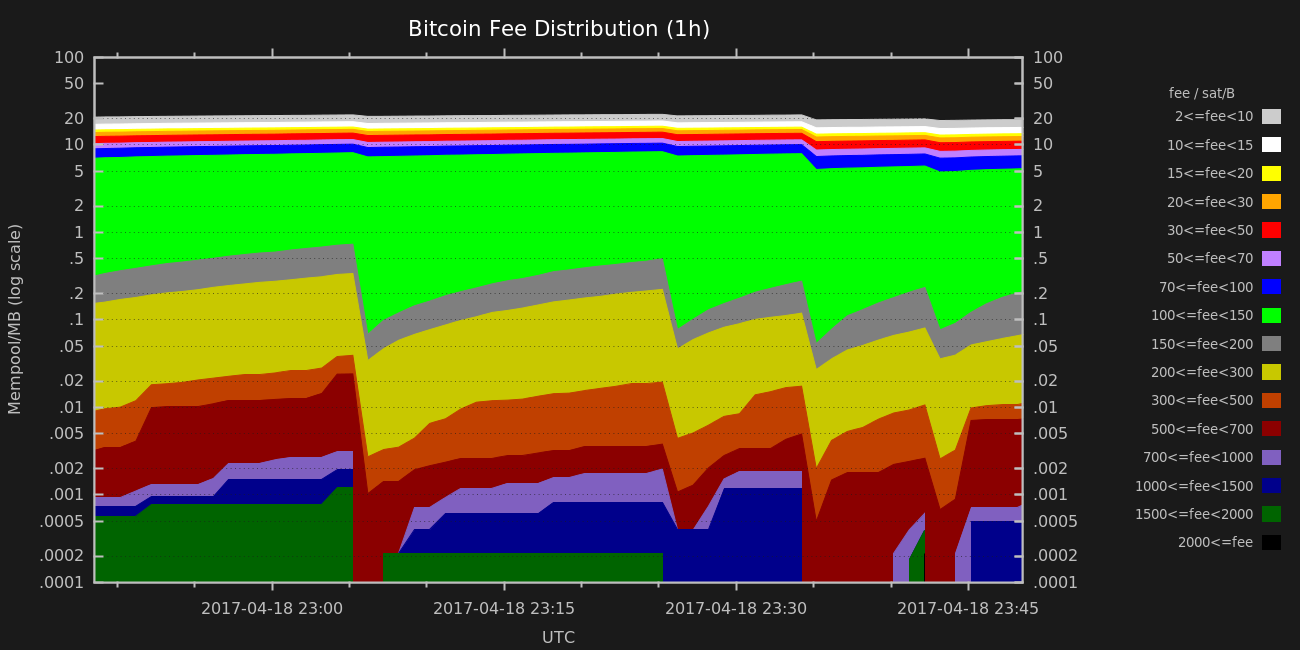 Bitcoin Fee Distribution (1h)
Mempool/MB (log scale)
100
50
20
10
5
2
1
.5
.2
.1
.05
.02
.01
.005
.002
.001
.0005
.0002
.0001
100
50
20
10
5
2
1
.5
.2
.1
.05
.02
.01
.005
.002
.001
.0005
.0002
.0001
2017-04-18 23:00
2017-04-18 23:15
2017-04-18 23:30
2017-04-18 23:45
UTC
fee / sat/B
2<=fee<10
10<=fee<15
15<=fee<20
20<=fee<30
30<=fee<50
50<=fee<70
70<=fee<100
100<=fee<150
150<=fee<200
200<=fee<300
300<=fee<500
500<=fee<700
700<=fee<1000
1000<=fee<1500
1500<=fee<2000
2000<=fee